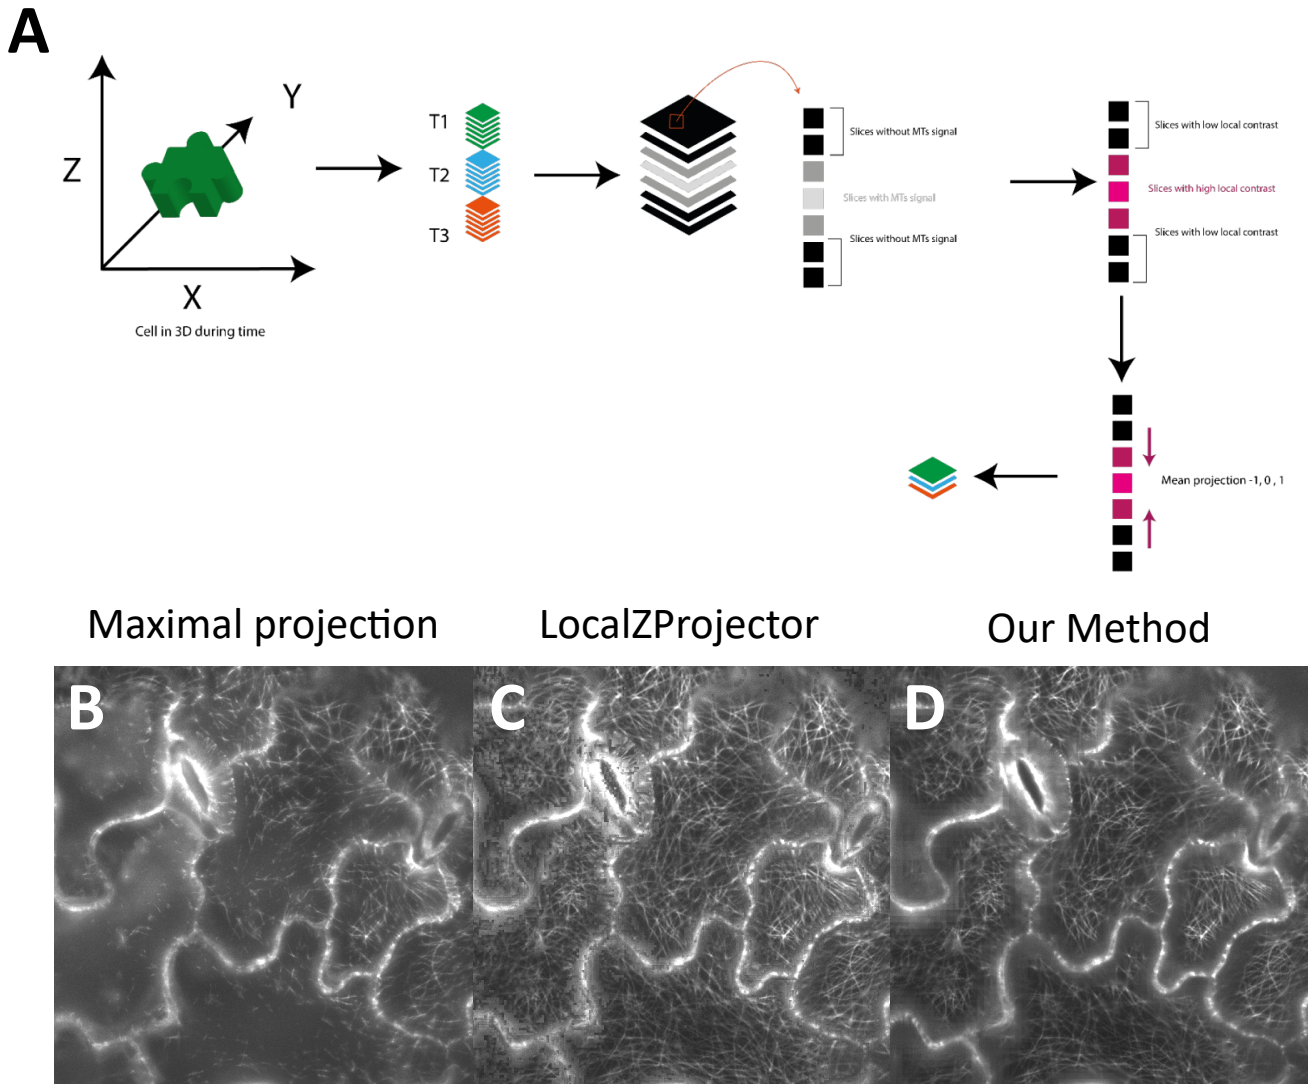 A
Z
Y
X
Cell in 3D during time
T1
T2
T3
Slices without MTs signal
Slices with MTs signal
Slices without MTs signal
Slices with low local contrast
Slices with high local contrast
Slices with low local contrast
Mean projection -1, 0 , 1
Maximal projection
LocalZProjector
Our Method
B
C
D